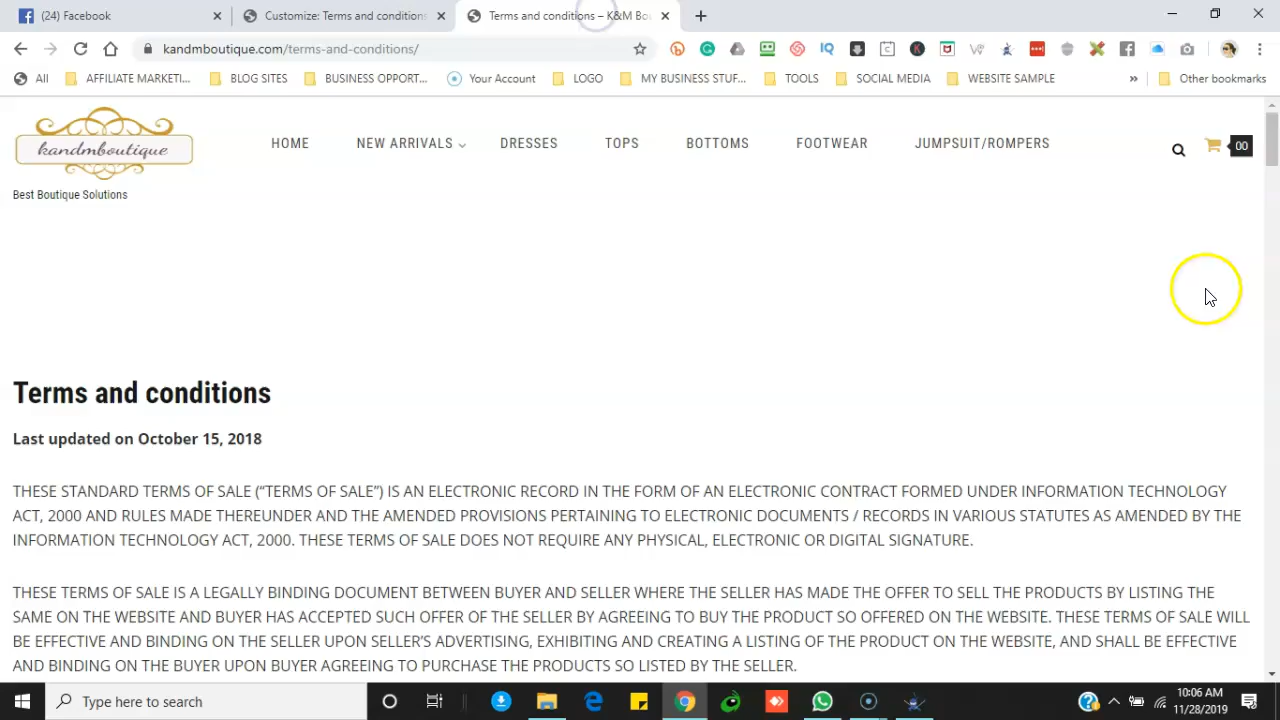 (24) Facebook
Customize: Terms and conditions
Terms and conditions – K&M Bou
kandmboutique.com/terms-and-conditions/
All
AFFILIATE MARKETI...
BLOG SITES
BUSINESS OPPORT...
Your Account
LOGO
MY BUSINESS STUF...
TOOLS
SOCIAL MEDIA
WEBSITE SAMPLE
»
Other bookmarks
kandmboutique
HOME
NEW ARRIVALS
DRESSES
TOPS
BOTTOMS
FOOTWEAR
JUMPSUIT/ROMPERS
00
Best Boutique Solutions
Terms and conditions
Last updated on October 15, 2018
THESE STANDARD TERMS OF SALE (“TERMS OF SALE”) IS AN ELECTRONIC RECORD IN THE FORM OF AN ELECTRONIC CONTRACT FORMED UNDER INFORMATION TECHNOLOGY
ACT, 2000 AND RULES MADE THEREUNDER AND THE AMENDED PROVISIONS PERTAINING TO ELECTRONIC DOCUMENTS / RECORDS IN VARIOUS STATUTES AS AMENDED BY THE
INFORMATION TECHNOLOGY ACT, 2000. THESE TERMS OF SALE DOES NOT REQUIRE ANY PHYSICAL, ELECTRONIC OR DIGITAL SIGNATURE.
THESE TERMS OF SALE IS A LEGALLY BINDING DOCUMENT BETWEEN BUYER AND SELLER WHERE THE SELLER HAS MADE THE OFFER TO SELL THE PRODUCTS BY LISTING THE
SAME ON THE WEBSITE AND BUYER HAS ACCEPTED SUCH OFFER OF THE SELLER BY AGREEING TO BUY THE PRODUCT SO OFFERED ON THE WEBSITE. THESE TERMS OF SALE WILL
BE EFFECTIVE AND BINDING ON THE SELLER UPON SELLER’S ADVERTISING, EXHIBITING AND CREATING A LISTING OF THE PRODUCT ON THE WEBSITE, AND SHALL BE EFFECTIVE
AND BINDING ON THE BUYER UPON BUYER AGREEING TO PURCHASE THE PRODUCTS SO LISTED BY THE SELLER.
Type here to search
10:06 AM
11/28/2019